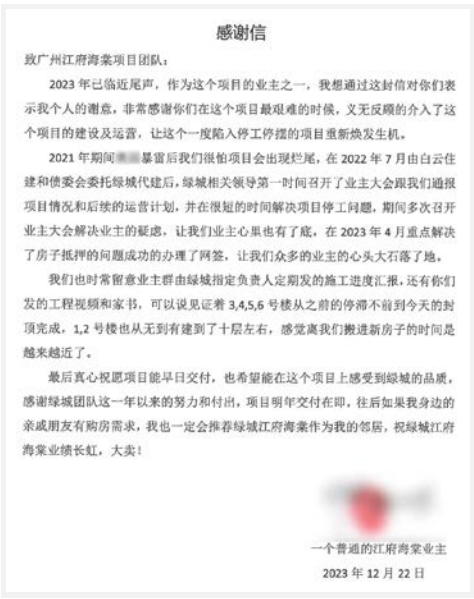 感谢信
致广州江府海棠项目团队：
2023 年已临近尾声，作为这个项目的业主之一，我想通过这封信对你们表
示我个人的谢意，非常感谢你们在这个项目最艰难的时候，义无反顾的介入了这
个项目的建设及运营，让这个一度陷入停工停摆的项目重新焕发生机。
2021 年期间暴雷后我们很怕项目会出现烂尾，在 2022 年 7 月由白云住
建和债委会委托绿城代建后，绿城相关领导第一时间召开了业主大会跟我们通报
项目情况和后续的运营计划，并在很短的时间解决项目停工问题，期间多次召开
业主大会解决业主的疑虑，让我们业主心里也有了底，在 2023 年 4 月重点解决
了房子抵押的问题成功的办理了网签，让我们众多的业主的心头大石落了地。
我们也时常留意业主群由绿城指定负责人定期发的施工进度汇报，还有你们
发的工程视频和家书，可以说见证着 3,4,5,6 号楼从之前的停滞不前到今天的封
顶完成，1,2 号楼也从无到有建到了十层左右，感觉离我们搬进新房子的时间是
越来越近了。
最后真心祝愿项目能早日交付，也希望能在这个项目上感受到绿城的品质，
感谢绿城团队这一年以来的努力和付出，项目明年交付在即，往后如果我身边的
亲戚朋友有购房需求，我也一定会推荐绿城江府海棠作为我的邻居，祝绿城江府
海棠业绩长虹，大卖！
一个普通的江府海棠业主
2023 年 12 月 22 日